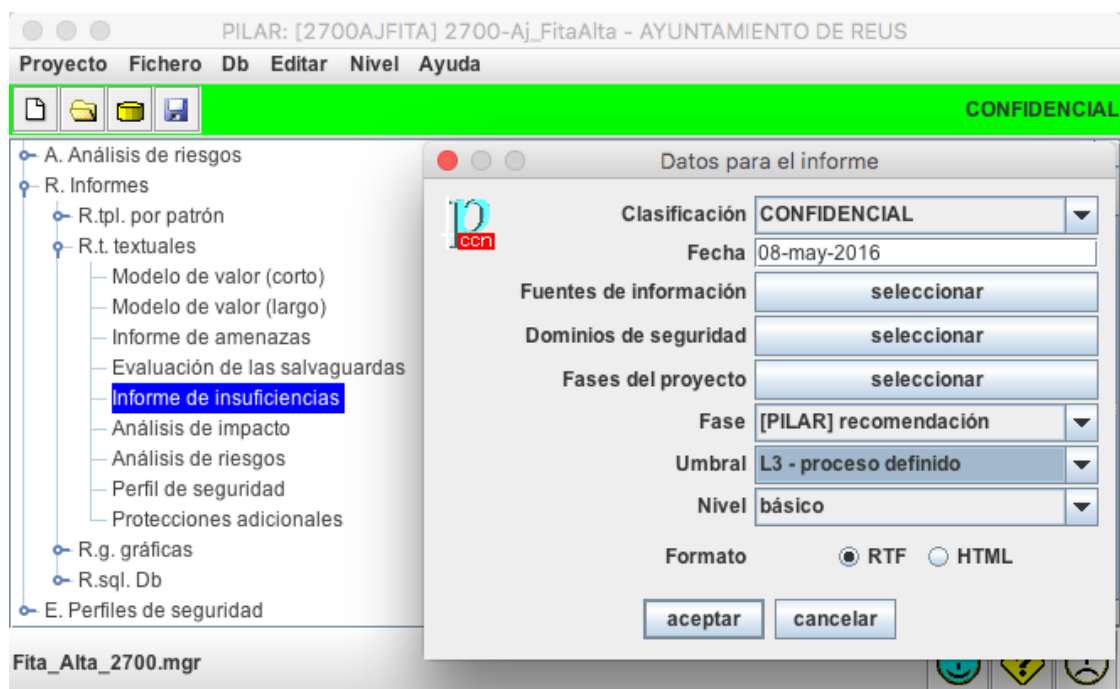 PILAR: [2700AJFITA] 2700-Aj_FitaAlta - AYUNTAMIENTO DE REUS
Proyecto Fichero Db Editar Nivel Ayuda
CONFIDENCIAL
A. Análisis de riesgos
R. Informes
R.tpl. por patrón
R.t. textuales
Modelo de valor (corto)
Modelo de valor (largo)
Informe de amenazas
Evaluación de las salvaguardas
Informe de insuficiencias
Análisis de impacto
Análisis de riesgos
Perfil de seguridad
Protecciones adicionales
R.g. gráficas
R.sql. Db
E. Perfiles de seguridad
Fita_Alta_2700.mgr
Datos para el informe
p
ccn
Clasificación CONFIDENCIAL
Fecha 08-may-2016
Fuentes de información seleccionar
Dominios de seguridad seleccionar
Fases del proyecto seleccionar
Fase [PILAR] recomendación
Umbral L3 - proceso definido
Nivel básico
Formato RTF HTML
aceptar cancelar
?